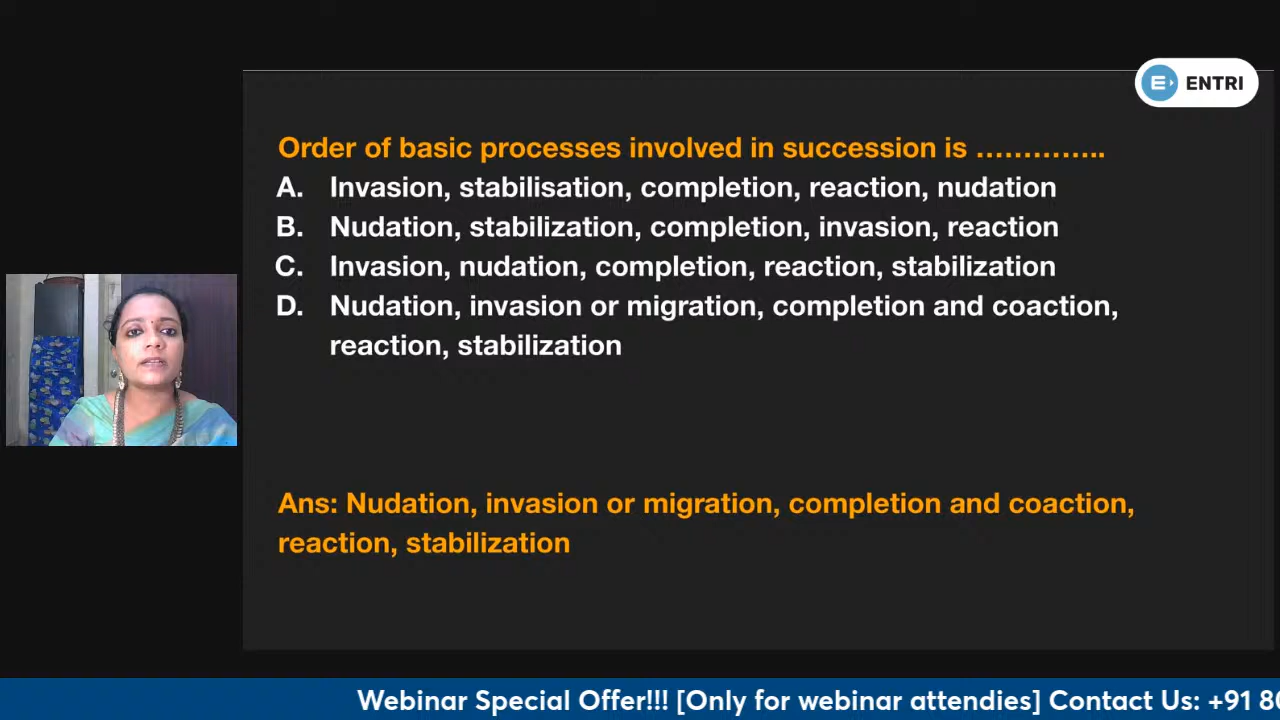 ENTRI
Order of basic processes involved in succession is …………..
A. Invasion, stabilisation, completion, reaction, nudation
B. Nudation, stabilization, completion, invasion, reaction
C. Invasion, nudation, completion, reaction, stabilization
D. Nudation, invasion or migration, completion and coaction,
reaction, stabilization
Ans: Nudation, invasion or migration, completion and coaction,
reaction, stabilization
Webinar Special Offer!!! [Only for webinar attendies] Contact Us: +91 80